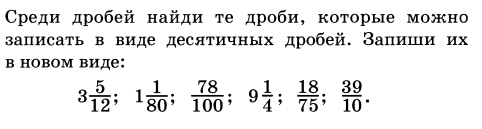 Среди дробей найди те дроби, которые можно
записать в виде десятичных дробей. Запиши их
в новом виде:
3 5/12; 1 1/80; 78/100; 9 1/4; 18/75; 39/10.